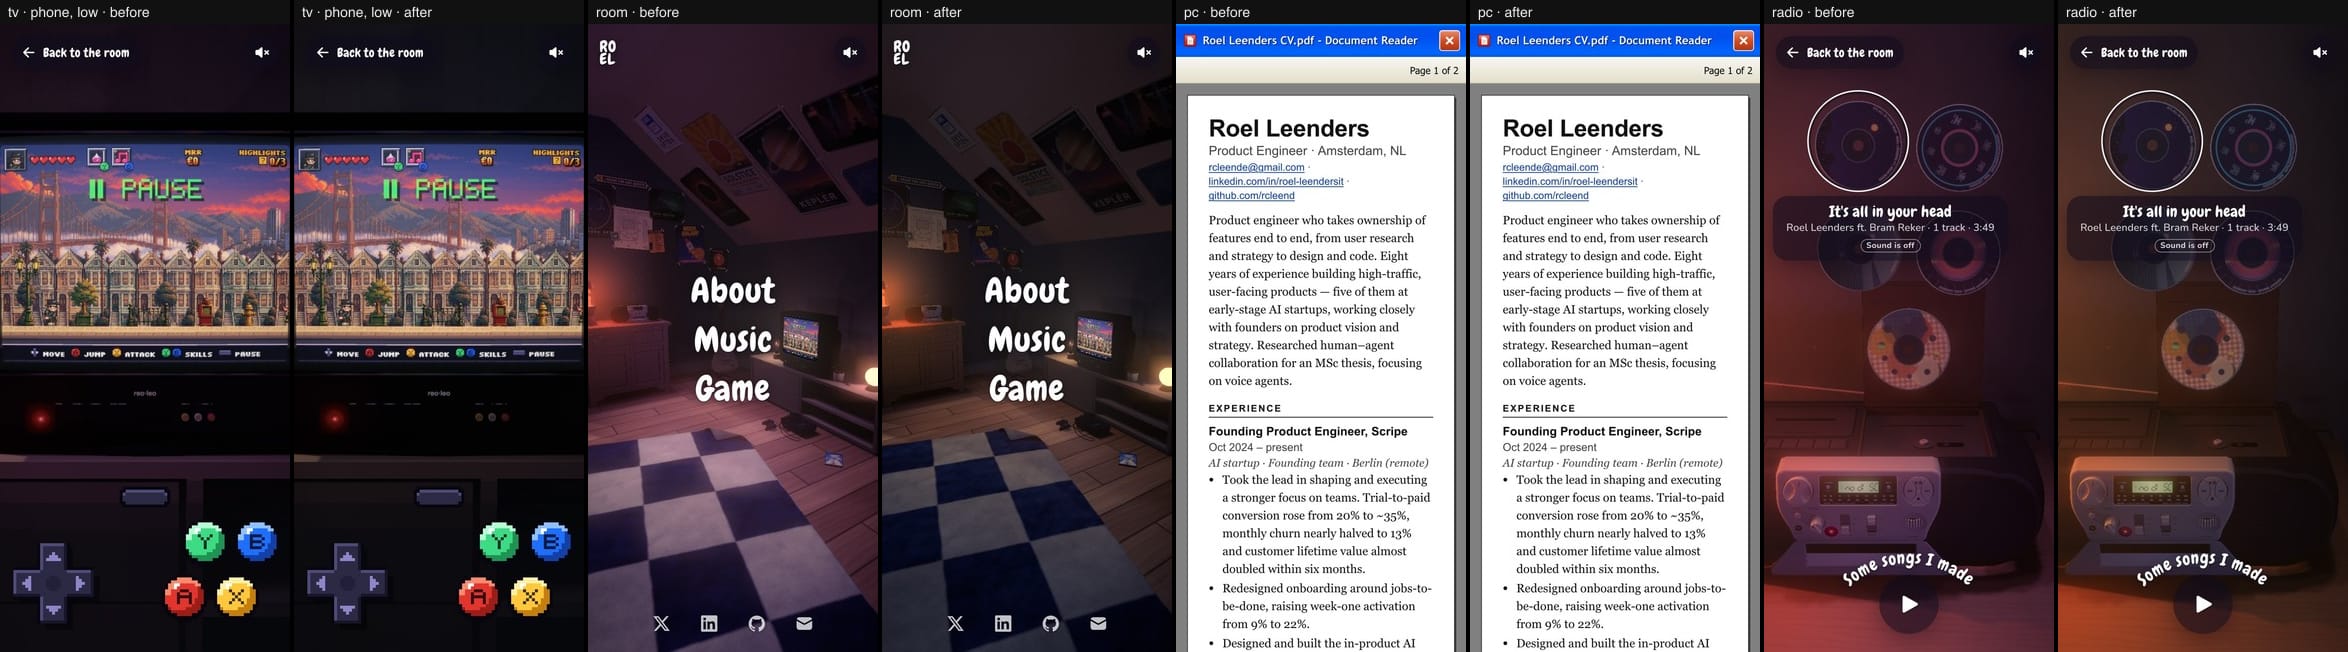 tv · phone, low · before
Back to the room
MRR
€0
HIGHLIGHTS
0/3
PAUSE
MOVE JUMP ATTACK SKILLS PAUSE
reo·leo
Y
B
A
X
tv · phone, low · after
Back to the room
MRR
€0
HIGHLIGHTS
0/3
PAUSE
MOVE JUMP ATTACK SKILLS PAUSE
reo·leo
Y
B
A
X
room · before
RO
EL
KEPLER
About
Music
Game
room · after
RO
EL
KEPLER
About
Music
Game
pc · before
Roel Leenders CV.pdf - Document Reader
Page 1 of 2
Roel Leenders
Product Engineer · Amsterdam, NL
rcleende@gmail.com ·
linkedin.com/in/roel-leendersit ·
github.com/rcleend
Product engineer who takes ownership of
features end to end, from user research
and strategy to design and code. Eight
years of experience building high-traffic,
user-facing products — five of them at
early-stage AI startups, working closely
with founders on product vision and
strategy. Researched human–agent
collaboration for an MSc thesis, focusing
on voice agents.
EXPERIENCE
Founding Product Engineer, Scripe
Oct 2024 – present
AI startup · Founding team · Berlin (remote)
• Took the lead in shaping and executing
a stronger focus on teams. Trial-to-paid
conversion rose from 20% to ~35%,
monthly churn nearly halved to 13%
and customer lifetime value almost
doubled within six months.
• Redesigned onboarding around jobs-to-
be-done, raising week-one activation
from 9% to 22%.
• Designed and built the in-product AI
pc · after
Roel Leenders CV.pdf - Document Reader
Page 1 of 2
Roel Leenders
Product Engineer · Amsterdam, NL
rcleende@gmail.com ·
linkedin.com/in/roel-leendersit ·
github.com/rcleend
Product engineer who takes ownership of
features end to end, from user research
and strategy to design and code. Eight
years of experience building high-traffic,
user-facing products — five of them at
early-stage AI startups, working closely
with founders on product vision and
strategy. Researched human–agent
collaboration for an MSc thesis, focusing
on voice agents.
EXPERIENCE
Founding Product Engineer, Scripe
Oct 2024 – present
AI startup · Founding team · Berlin (remote)
• Took the lead in shaping and executing
a stronger focus on teams. Trial-to-paid
conversion rose from 20% to ~35%,
monthly churn nearly halved to 13%
and customer lifetime value almost
doubled within six months.
• Redesigned onboarding around jobs-to-
be-done, raising week-one activation
from 9% to 22%.
• Designed and built the in-product AI
radio · before
Back to the room
It's all in your head
Roel Leenders ft. Bram Reker · 1 track · 3:49
Sound is off
Some songs I made
radio · after
Back to the room
It's all in your head
Roel Leenders ft. Bram Reker · 1 track · 3:49
Sound is off
Some songs I made